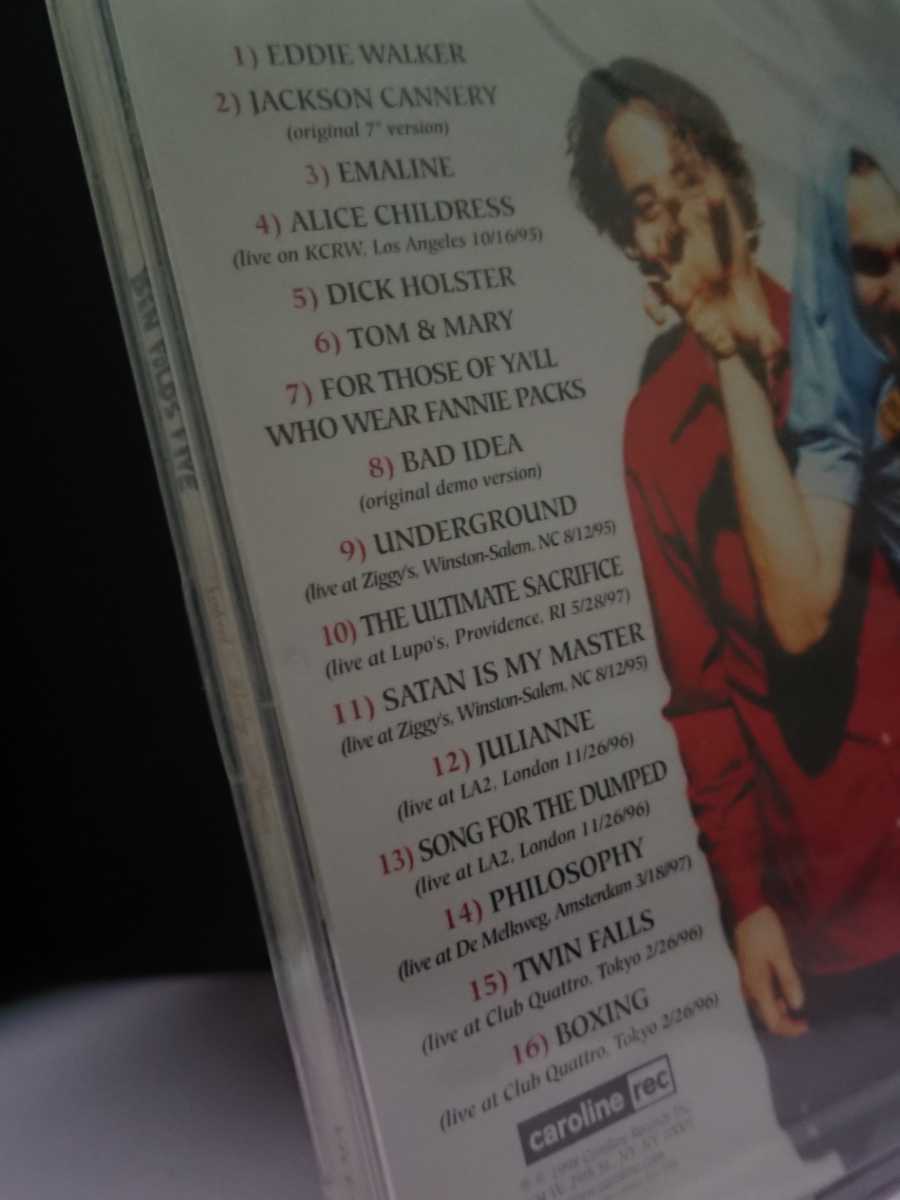 1) EDDIE WALKER
2) JACKSON CANNERY
(original 7" version)
3) EMALINE
4) ALICE CHILDRESS
(live on KCRW, Los Angeles 10/16/95)
5) DICK HOLSTER
6) TOM & MARY
7) FOR THOSE OF YA'LL
WHO WEAR FANNIE PACKS
8) BAD IDEA
(original demo version)
9) UNDERGROUND
(live at Ziggy's, Winston-Salem, NC 8/12/95)
10) THE ULTIMATE SACRIFICE
(live at Lupo's, Providence, RI 5/28/97)
11) SATAN IS MY MASTER
(live at Ziggy's, Winston-Salem, NC 8/12/95)
12) JULIANNE
(live at LA2, London 11/26/96)
13) SONG FOR THE DUMPED
(live at LA2, London 11/26/96)
14) PHILOSOPHY
(live at De Melkweg, Amsterdam 3/18/97)
15) TWIN FALLS
(live at Club Quattro, Tokyo 2/26/96)
16) BOXING
(live at Club Quattro, Tokyo 2/26/96)
caroline rec
1998 Caroline Records
BEN FOLDS FIVE